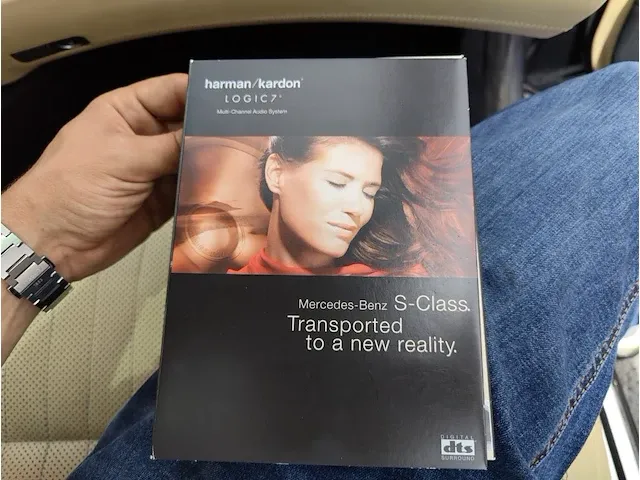 harman/kardon®
LOGIC7®
Multi-Channel Audio System
Mercedes-Benz S-Class.
Transported
to a new reality.
DIGITAL
dts
SURROUND